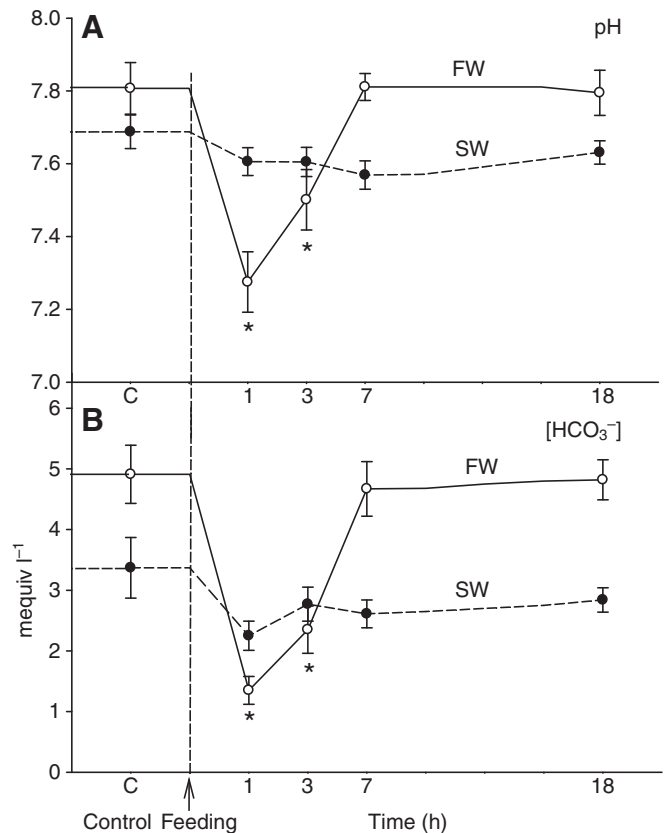 8.0
A
pH
FW
7.8
SW
7.6
7.4
*
*
7.2
7.0
C 1 3 7 18
6
B
[HCO₃⁻]
FW
5
4
SW
3
2
*
*
1
0
mequiv l⁻¹
C 1 3 7 18
Control Feeding Time (h)